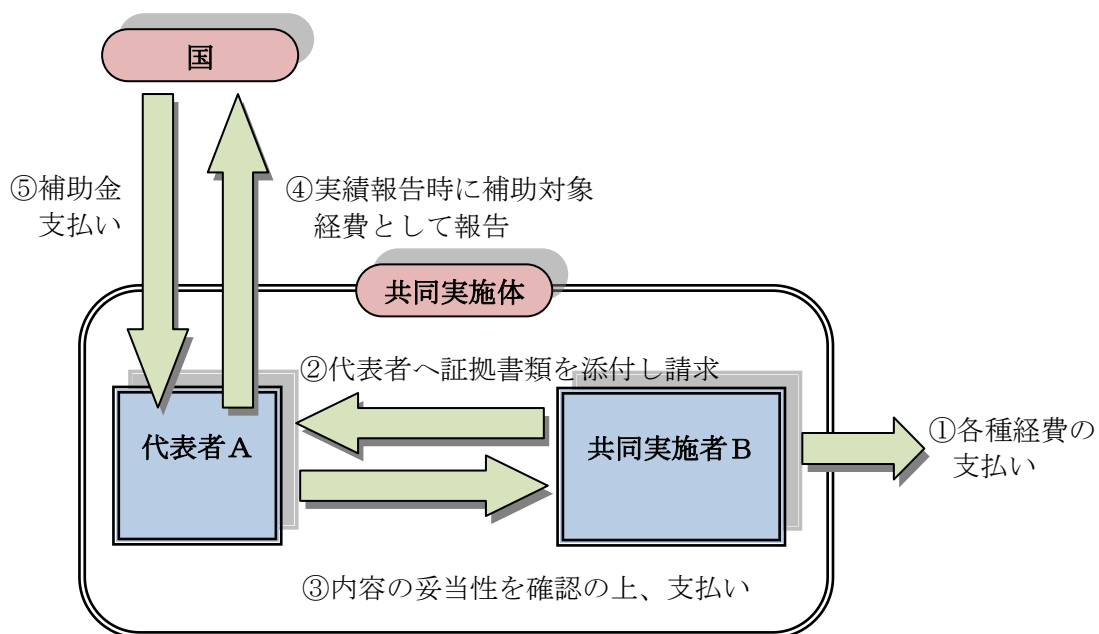 国
⑤補助金
支払い
④実績報告時に補助対象
経費として報告
共同実施体
②代表者へ証拠書類を添付し請求
代表者A
共同実施者B
①各種経費の
支払い
③内容の妥当性を確認の上、支払い